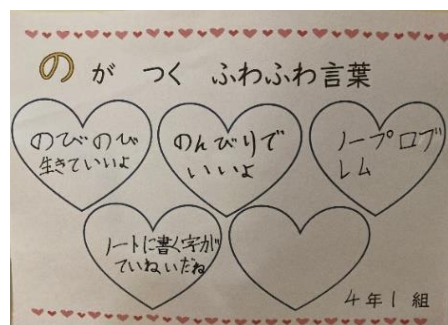 のがつくふわふわ言葉
のびのび
生きていいよ
のんびりで
いいよ
ノープロブ
レム
ノートに書く字が
ていねいだね
4年1組